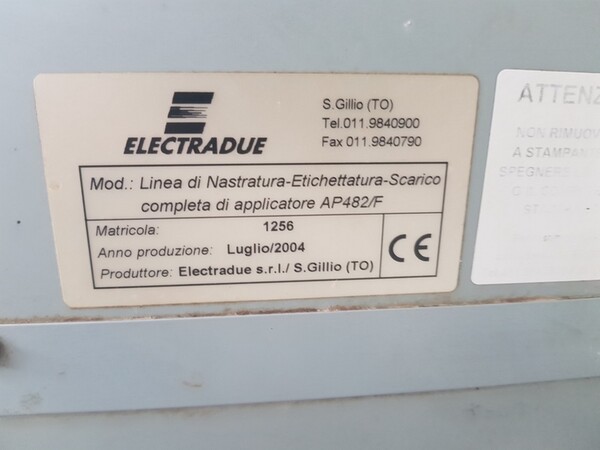 ELECTRADUE
S.Gillio (TO)
Tel.011.9840900
Fax 011.9840790
Mod.: Linea di Nastratura-Etichettatura-Scarico
completa di applicatore AP482/F
Matricola: 1256
Anno produzione: Luglio/2004
Produttore: Electradue s.r.l./ S.Gillio (TO)
CE
ATTENZ
NON RIMUOV
A STAMPAN
SPEGNERE